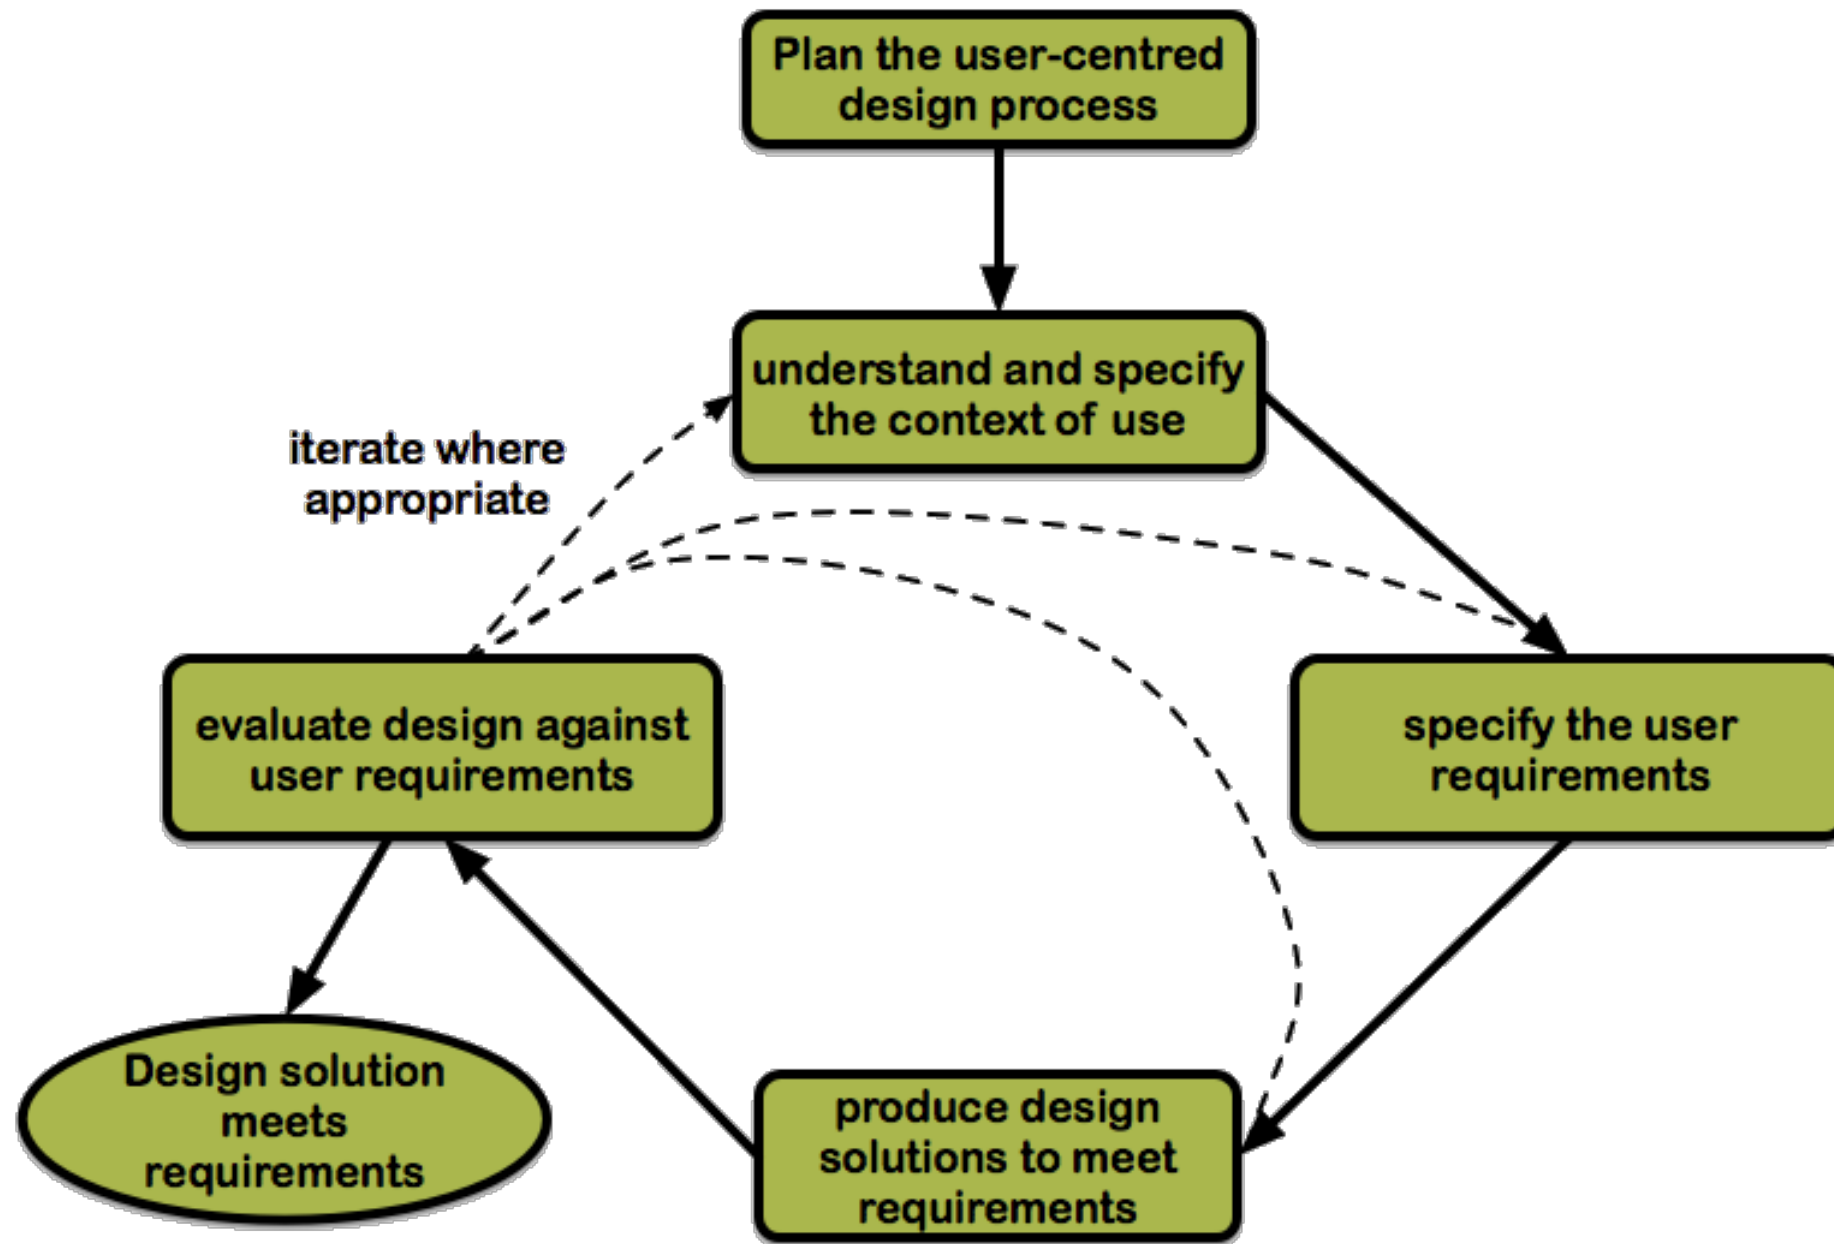 Plan the user-centred
design process
understand and specify
the context of use
iterate where
appropriate
evaluate design against
user requirements
specify the user
requirements
Design solution
meets
requirements
produce design
solutions to meet
requirements